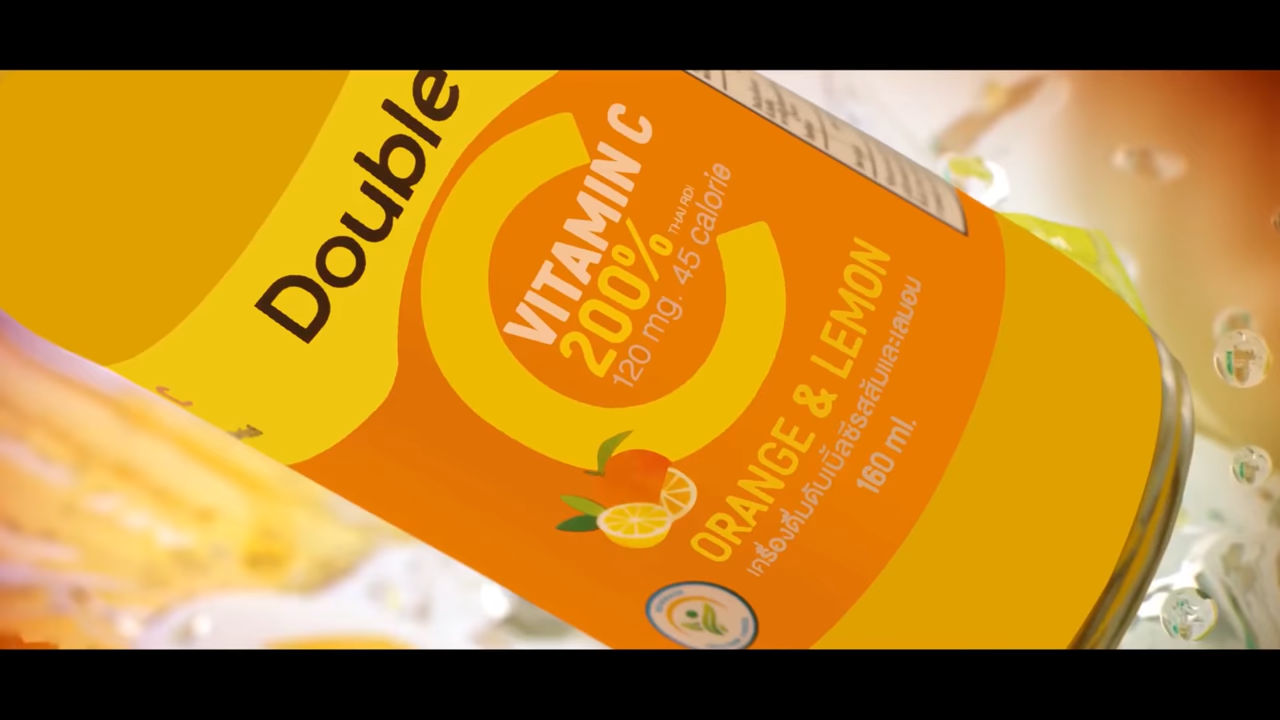 Double
VITAMIN C
200% THAI RDI
120 mg. 45 calorie
ORANGE & LEMON
เครื่องดื่มดับเบิ้ลซีรสส้มและเลมอน
160 ml.